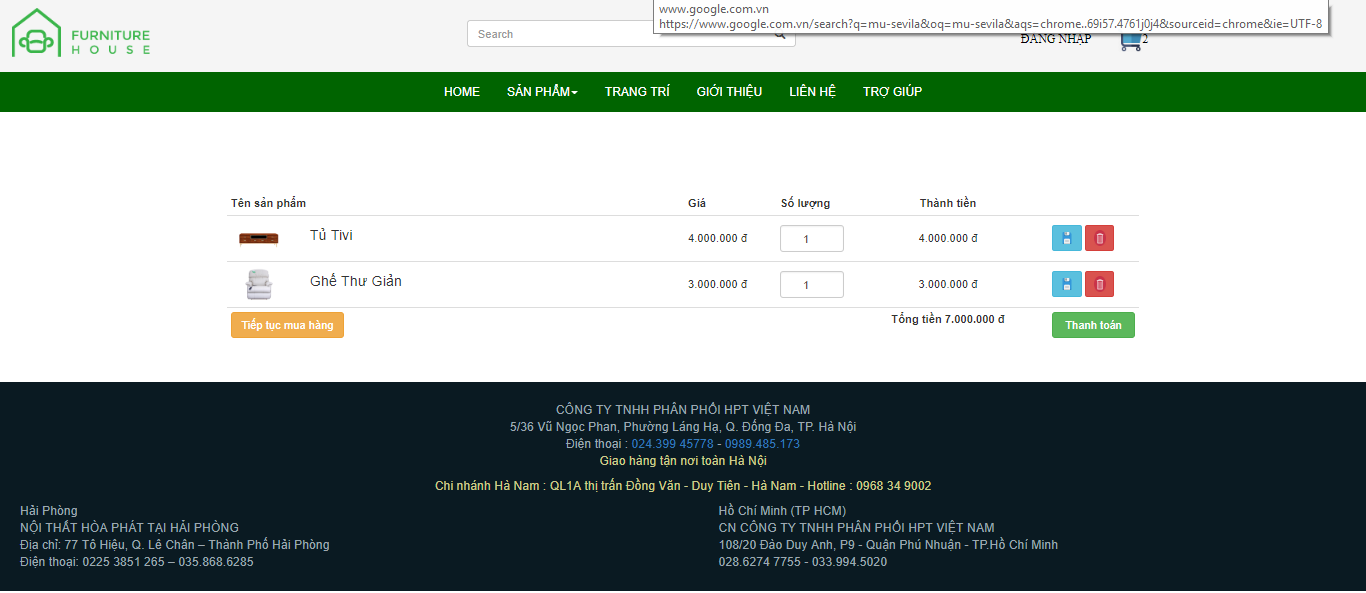 www.google.com.vn
https://www.google.com.vn/search?q=mu-sevila&oq=mu-sevila&aqs=chrome..69i57.4761j0j4&sourceid=chrome&ie=UTF-8
FURNITURE
HOUSE
Search
ĐĂNG NHẬP
2
HOME SẢN PHẨM TRANG TRÍ GIỚI THIỆU LIÊN HỆ TRỢ GIÚP
Tên sản phẩm Giá Số lượng Thành tiền
Tủ Tivi 4.000.000 đ 1 4.000.000 đ
Ghế Thư Giản 3.000.000 đ 1 3.000.000 đ
Tiếp tục mua hàng Tổng tiền 7.000.000 đ Thanh toán
CÔNG TY TNHH PHÂN PHỐI HPT VIỆT NAM
5/36 Vũ Ngọc Phan, Phường Láng Hạ, Q. Đống Đa, TP. Hà Nội
Điện thoại : 024.399 45778 - 0989.485.173
Giao hàng tận nơi toàn Hà Nội
Chi nhánh Hà Nam : QL1A thị trấn Đồng Văn - Duy Tiên - Hà Nam - Hotline : 0968 34 9002
Hải Phòng
NỘI THẤT HÒA PHÁT TẠI HẢI PHÒNG
Địa chỉ: 77 Tô Hiệu, Q. Lê Chân – Thành Phố Hải Phòng
Điện thoại: 0225 3851 265 – 035.868.6285
Hồ Chí Minh (TP HCM)
CN CÔNG TY TNHH PHÂN PHỐI HPT VIỆT NAM
108/20 Đào Duy Anh, P9 - Quận Phú Nhuận - TP.Hồ Chí Minh
028.6274 7755 - 033.994.5020